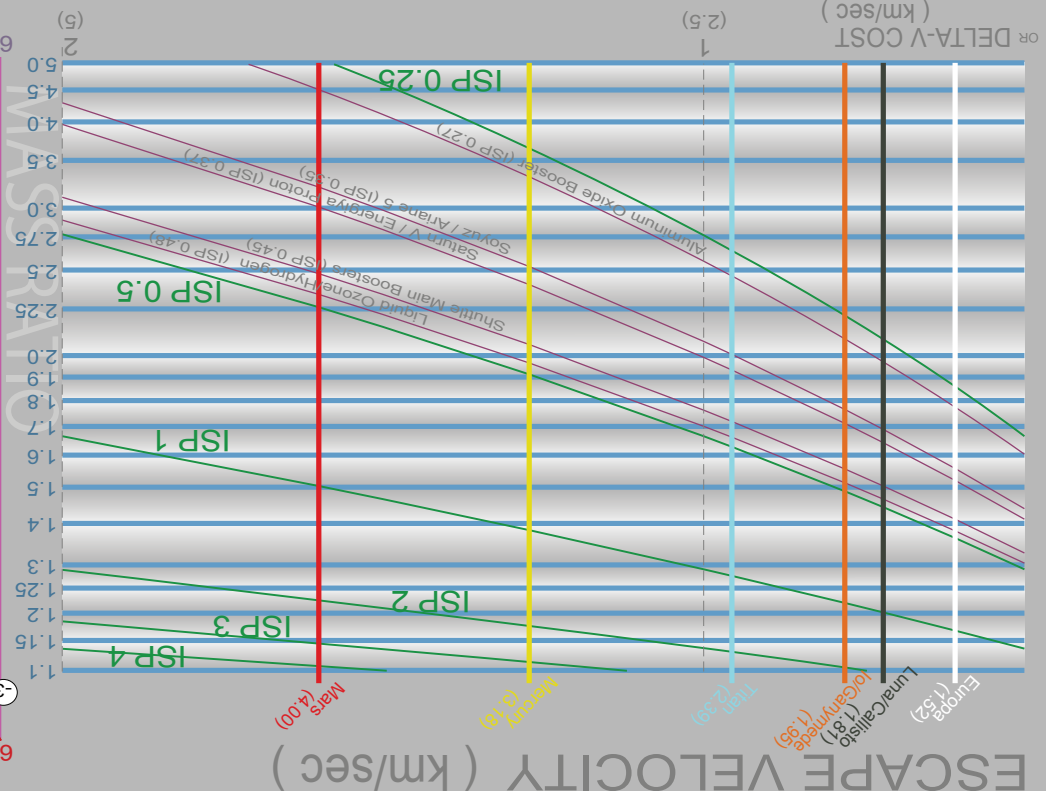 ESCAPE VELOCITY ( km/sec )
Europa
(1.52)
Luna/Callisto
(1.81)
Io/Ganymede
(1.95)
Titan
(2.39)
Mercury
(3.18)
Mars
(4.00)
1.1
1.15
1.2
1.25
1.3
1.4
1.5
1.6
1.7
1.8
1.9
2.0
2.25
2.5
2.75
3.0
3.5
4.0
4.5
5.0
MASS RATIO
ISP 4
ISP 3
ISP 2
ISP 1
ISP 0.5
Liquid Ozone/Hydrogen (ISP 0.48)
Shuttle Main Boosters (ISP 0.45)
Saturn V / Energiya Proton (ISP 0.37)
Soyuz / Ariane 5 (ISP 0.35)
Aluminum Oxide Booster (ISP 0.27)
ISP 0.25
1
(2.5)
2
(5)
OR DELTA-V COST
( km/sec )
6
6